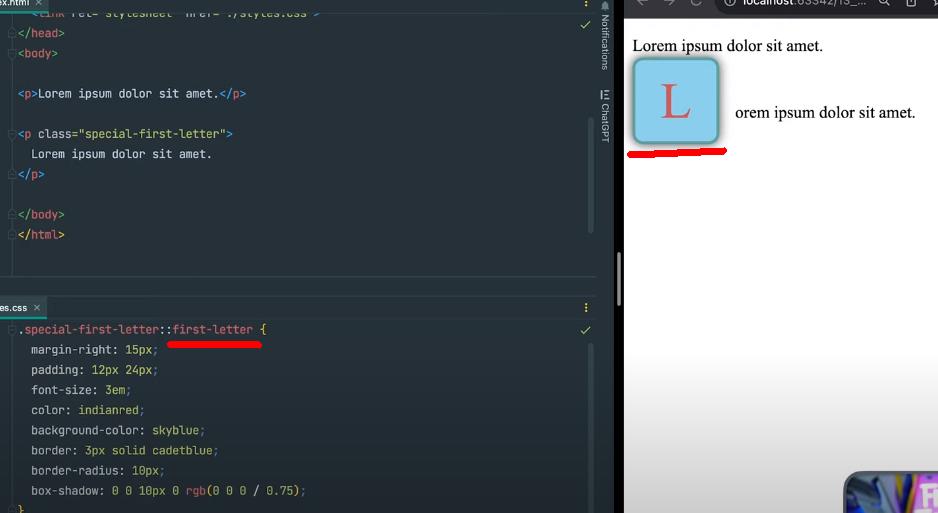 ex.html ×
<link rel="stylesheet" href="./styles.css">
</head>
<body>
<p>Lorem ipsum dolor sit amet.</p>
<p class="special-first-letter">
Lorem ipsum dolor sit amet.
</p>
</body>
</html>
Notifications
ChatGPT
es.css ×
.special-first-letter::first-letter {
margin-right: 15px;
padding: 12px 24px;
font-size: 3em;
color: indianred;
background-color: skyblue;
border: 3px solid cadetblue;
border-radius: 10px;
box-shadow: 0 0 10px 0 rgb(0 0 0 / 0.75);
}
localhost:63342/13_...
Lorem ipsum dolor sit amet.
L orem ipsum dolor sit amet.